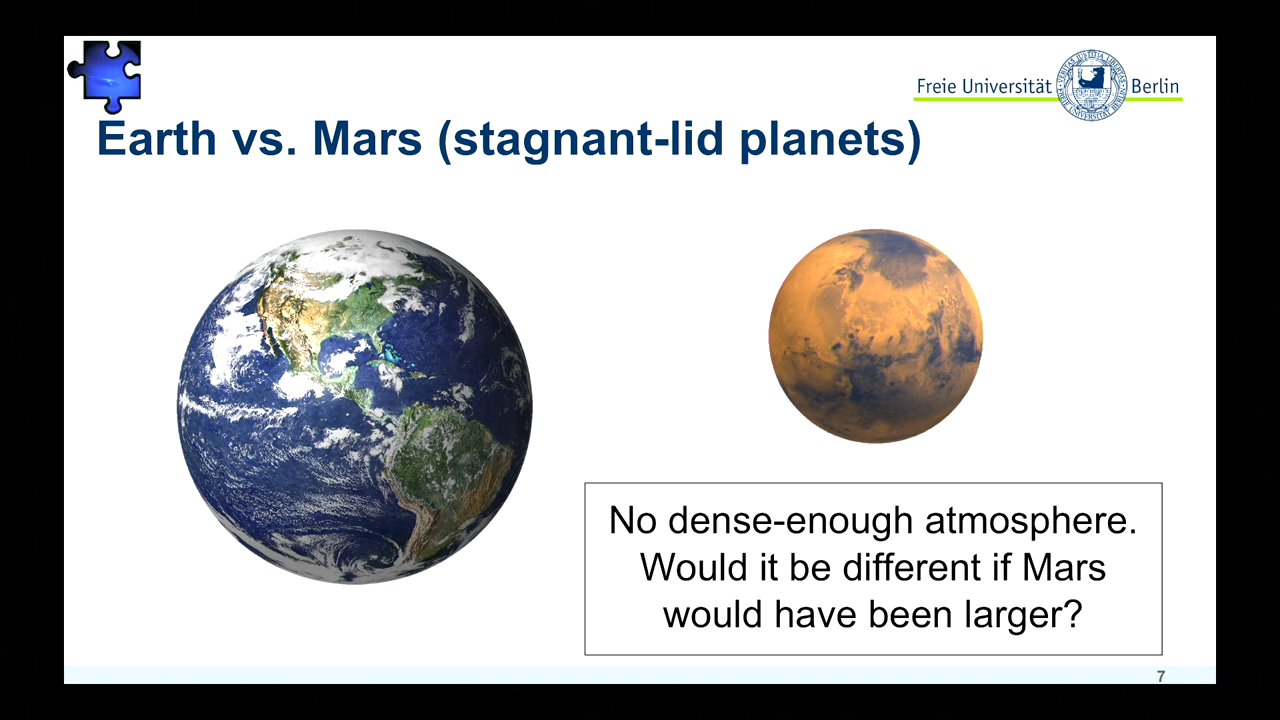 Freie Universität Berlin
Earth vs. Mars (stagnant-lid planets)
No dense-enough atmosphere.
Would it be different if Mars
would have been larger?
7